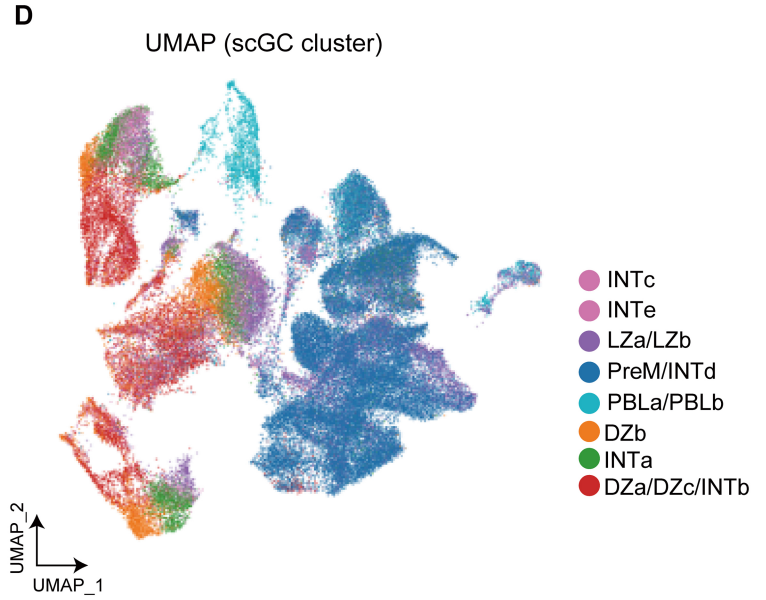 D
UMAP (scGC cluster)
INTc
INTe
LZa/LZb
PreM/INTd
PBLa/PBLb
DZb
INTa
DZa/DZc/INTb
UMAP_2
UMAP_1